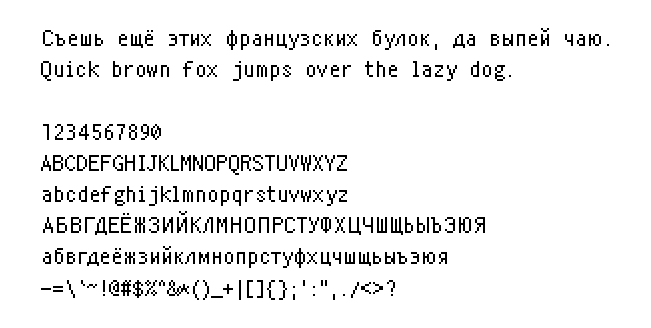 Съешь ещё этих французских булок, да выпей чаю.
Quick brown fox jumps over the lazy dog.
1234567890
ABCDEFGHIJKLMNOPQRSTUVWXYZ
abcdefghijklmnopqrstuvwxyz
АБВГДЕЁЖЗИЙКЛМНОПРСТУФХЦЧШЩЬЫЪЭЮЯ
абвгдеёжзийклмнопрстуфхцчшщьыъэюя
-=\`~!@#$%^&*()_+|[]{};':",./<>?